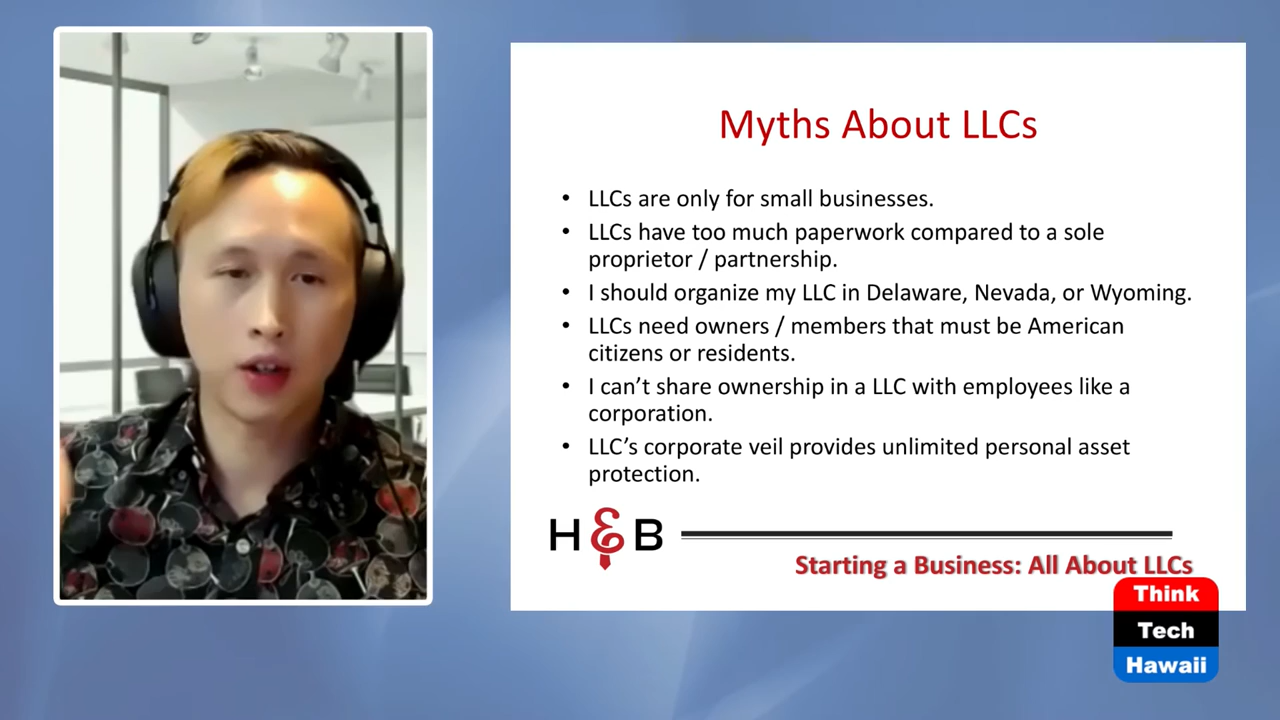 Myths About LLCs
• LLCs are only for small businesses.
• LLCs have too much paperwork compared to a sole
proprietor / partnership.
• I should organize my LLC in Delaware, Nevada, or Wyoming.
• LLCs need owners / members that must be American
citizens or residents.
• I can’t share ownership in a LLC with employees like a
corporation.
• LLC’s corporate veil provides unlimited personal asset
protection.
H & B
Starting a Business: All About LLCs
Think
Tech
Hawaii